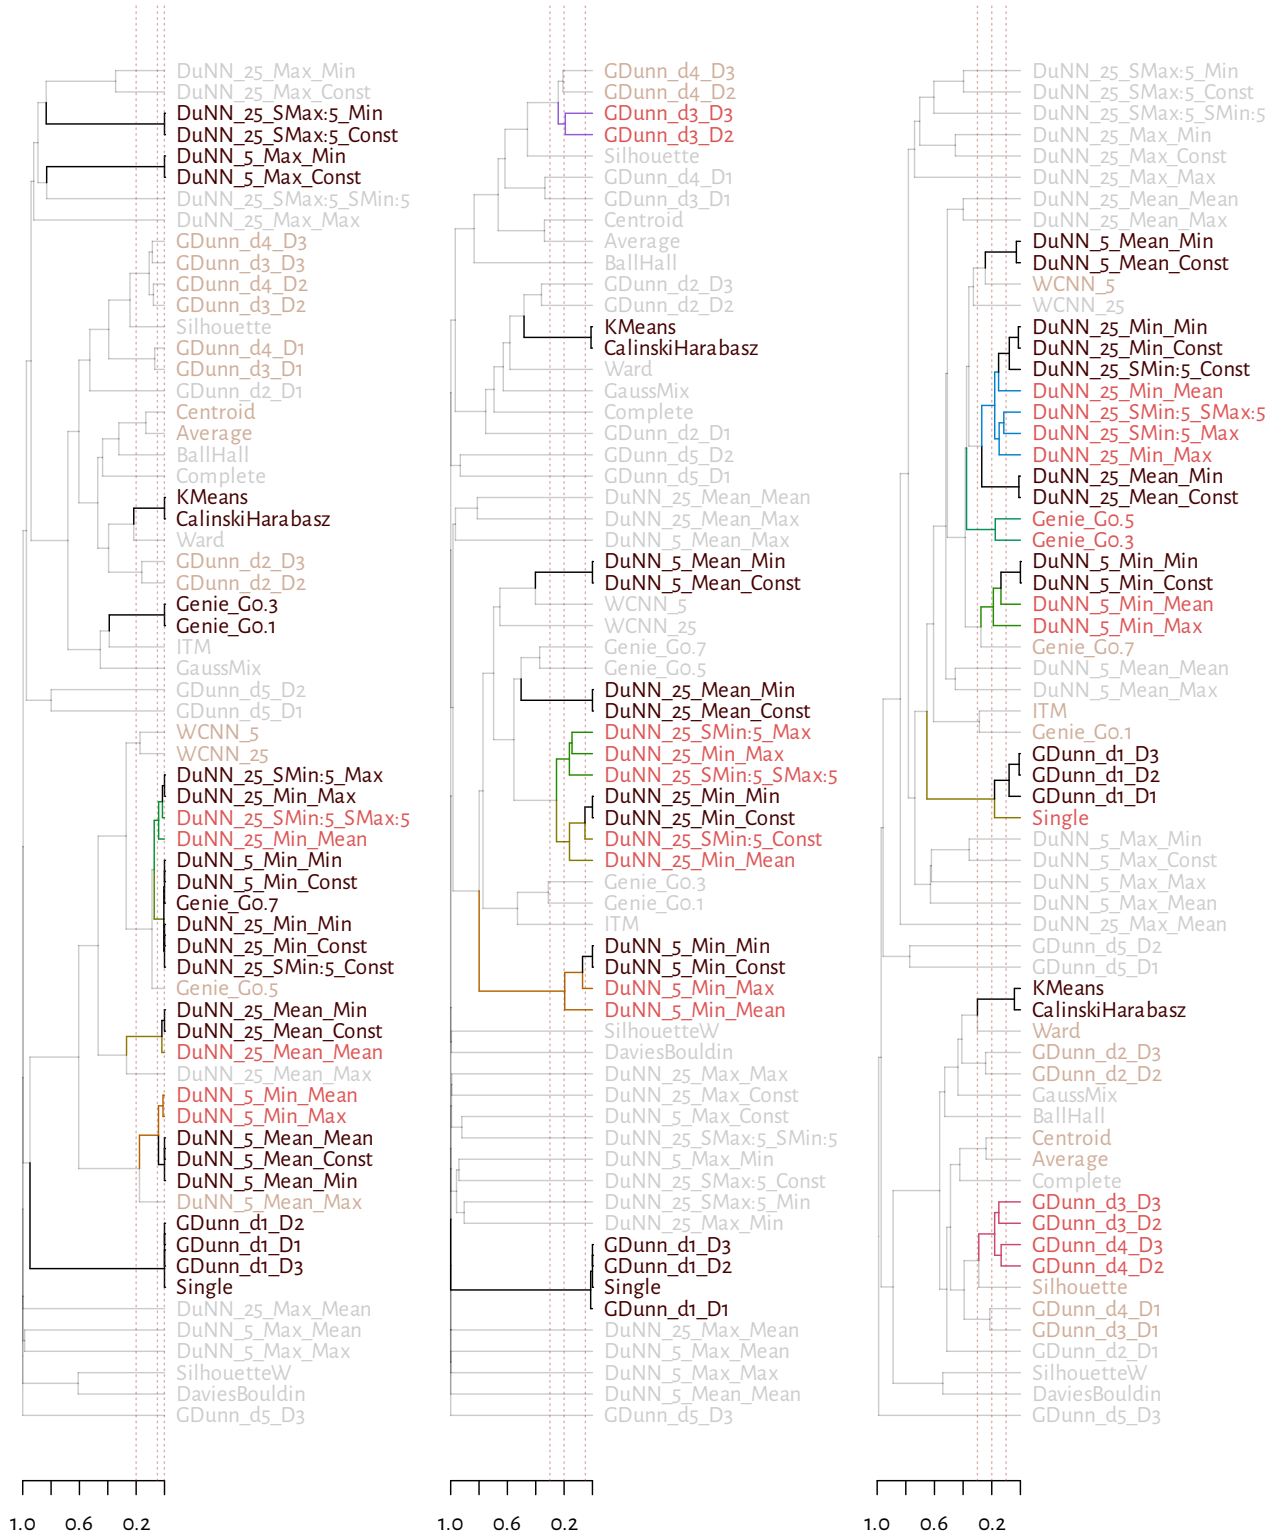 DuNN_25_Max_Min
DuNN_25_Max_Const
DuNN_25_SMax:5_Min
DuNN_25_SMax:5_Const
DuNN_5_Max_Min
DuNN_5_Max_Const
DuNN_25_SMax:5_SMin:5
DuNN_25_Max_Max
GDunn_d4_D3
GDunn_d3_D3
GDunn_d4_D2
GDunn_d3_D2
Silhouette
GDunn_d4_D1
GDunn_d3_D1
GDunn_d2_D1
Centroid
Average
BallHall
Complete
KMeans
CalinskiHarabasz
Ward
GDunn_d2_D3
GDunn_d2_D2
Genie_G0.3
Genie_G0.1
ITM
GaussMix
GDunn_d5_D2
GDunn_d5_D1
WCNN_5
WCNN_25
DuNN_25_SMin:5_Max
DuNN_25_Min_Max
DuNN_25_SMin:5_SMax:5
DuNN_25_Min_Mean
DuNN_5_Min_Min
DuNN_5_Min_Const
Genie_G0.7
DuNN_25_Min_Min
DuNN_25_Min_Const
DuNN_25_SMin:5_Const
Genie_G0.5
DuNN_25_Mean_Min
DuNN_25_Mean_Const
DuNN_25_Mean_Mean
DuNN_25_Mean_Max
DuNN_5_Min_Mean
DuNN_5_Min_Max
DuNN_5_Mean_Mean
DuNN_5_Mean_Const
DuNN_5_Mean_Min
DuNN_5_Mean_Max
GDunn_d1_D2
GDunn_d1_D1
GDunn_d1_D3
Single
DuNN_25_Max_Mean
DuNN_5_Max_Mean
DuNN_5_Max_Max
SilhouetteW
DaviesBouldin
GDunn_d5_D3
1.0 0.6 0.2
GDunn_d4_D3
GDunn_d4_D2
GDunn_d3_D3
GDunn_d3_D2
Silhouette
GDunn_d4_D1
GDunn_d3_D1
Centroid
Average
BallHall
GDunn_d2_D3
GDunn_d2_D2
KMeans
CalinskiHarabasz
Ward
GaussMix
Complete
GDunn_d2_D1
GDunn_d5_D2
GDunn_d5_D1
DuNN_25_Mean_Mean
DuNN_25_Mean_Max
DuNN_5_Mean_Max
DuNN_5_Mean_Min
DuNN_5_Mean_Const
WCNN_5
WCNN_25
Genie_G0.7
Genie_G0.5
DuNN_25_Mean_Min
DuNN_25_Mean_Const
DuNN_25_SMin:5_Max
DuNN_25_Min_Max
DuNN_25_SMin:5_SMax:5
DuNN_25_Min_Min
DuNN_25_Min_Const
DuNN_25_SMin:5_Const
DuNN_25_Min_Mean
Genie_G0.3
Genie_G0.1
ITM
DuNN_5_Min_Min
DuNN_5_Min_Const
DuNN_5_Min_Max
DuNN_5_Min_Mean
SilhouetteW
DaviesBouldin
DuNN_25_Max_Max
DuNN_25_Max_Const
DuNN_5_Max_Const
DuNN_25_SMax:5_SMin:5
DuNN_5_Max_Min
DuNN_25_SMax:5_Const
DuNN_25_SMax:5_Min
DuNN_25_Max_Min
GDunn_d1_D3
GDunn_d1_D2
Single
GDunn_d1_D1
DuNN_25_Max_Mean
DuNN_5_Max_Mean
DuNN_5_Max_Max
DuNN_5_Mean_Mean
GDunn_d5_D3
1.0 0.6 0.2
DuNN_25_SMax:5_Min
DuNN_25_SMax:5_Const
DuNN_25_SMax:5_SMin:5
DuNN_25_Max_Min
DuNN_25_Max_Const
DuNN_25_Max_Max
DuNN_25_Mean_Mean
DuNN_25_Mean_Max
DuNN_5_Mean_Min
DuNN_5_Mean_Const
WCNN_5
WCNN_25
DuNN_25_Min_Min
DuNN_25_Min_Const
DuNN_25_SMin:5_Const
DuNN_25_Min_Mean
DuNN_25_SMin:5_SMax:5
DuNN_25_SMin:5_Max
DuNN_25_Min_Max
DuNN_25_Mean_Min
DuNN_25_Mean_Const
Genie_G0.5
Genie_G0.3
DuNN_5_Min_Min
DuNN_5_Min_Const
DuNN_5_Min_Mean
DuNN_5_Min_Max
Genie_G0.7
DuNN_5_Mean_Mean
DuNN_5_Mean_Max
ITM
Genie_G0.1
GDunn_d1_D3
GDunn_d1_D2
GDunn_d1_D1
Single
DuNN_5_Max_Min
DuNN_5_Max_Const
DuNN_5_Max_Max
DuNN_5_Max_Mean
DuNN_25_Max_Mean
GDunn_d5_D2
GDunn_d5_D1
KMeans
CalinskiHarabasz
Ward
GDunn_d2_D3
GDunn_d2_D2
GaussMix
BallHall
Centroid
Average
Complete
GDunn_d3_D3
GDunn_d3_D2
GDunn_d4_D3
GDunn_d4_D2
Silhouette
GDunn_d4_D1
GDunn_d3_D1
GDunn_d2_D1
SilhouetteW
DaviesBouldin
GDunn_d5_D3
1.0 0.6 0.2